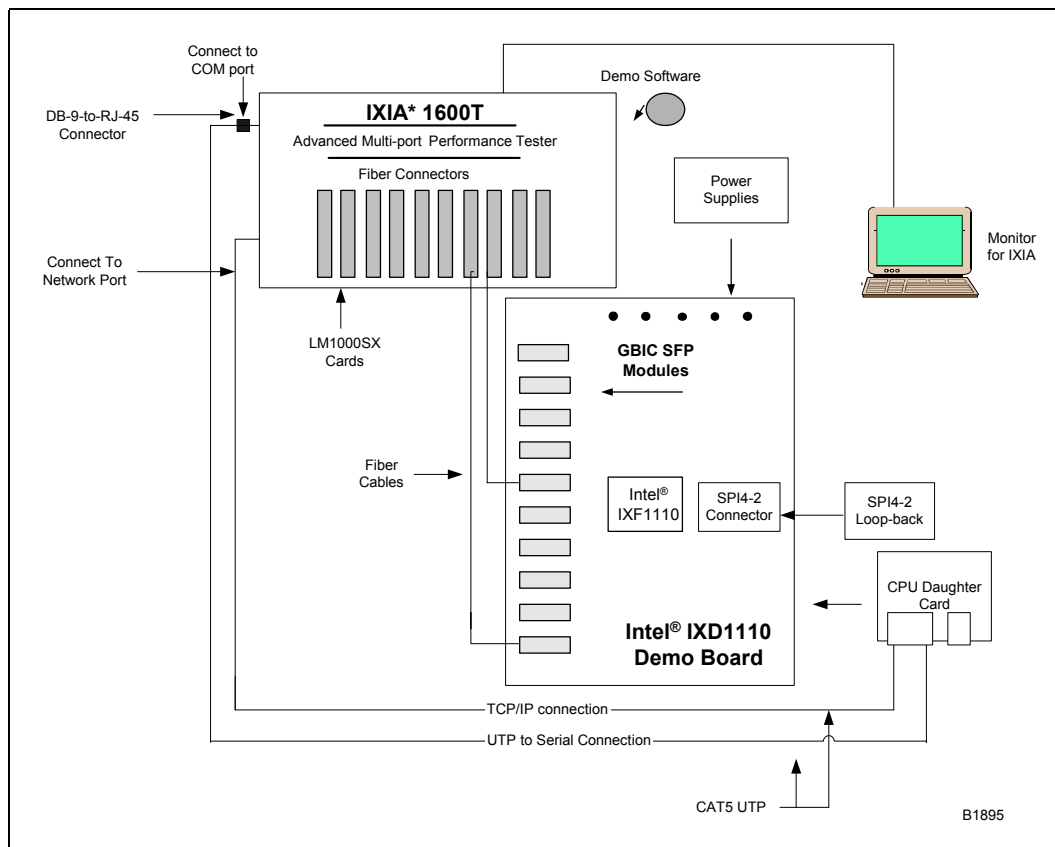 Connect to
COM port
DB-9-to-RJ-45
Connector
IXIA* 1600T
Advanced Multi-port Performance Tester
Fiber Connectors
Demo Software
Power
Supplies
Monitor
for IXIA
Connect To
Network Port
LM1000SX
Cards
GBIC SFP
Modules
Fiber
Cables
Intel®
IXF1110
SPI4-2
Connector
SPI4-2
Loop-back
CPU Daughter
Card
Intel® IXD1110
Demo Board
TCP/IP connection
UTP to Serial Connection
CAT5 UTP
B1895